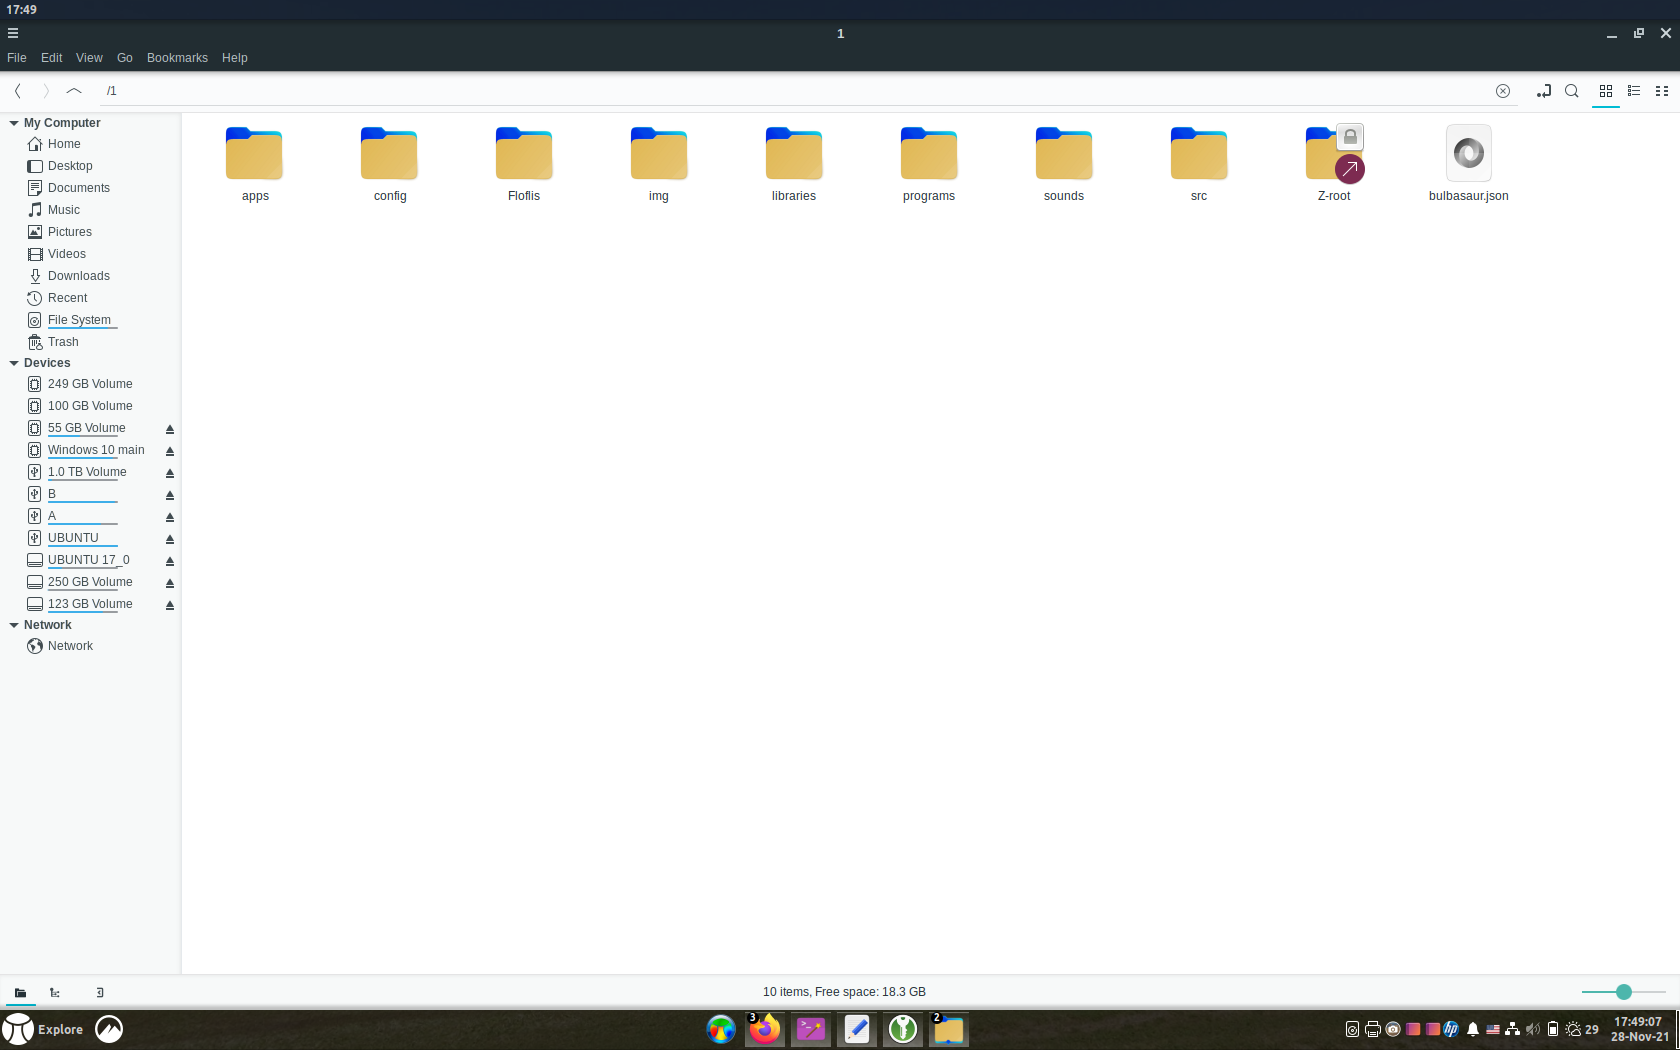 17:49
1
File Edit View Go Bookmarks Help
/1
My Computer
Home
Desktop
Documents
Music
Pictures
Videos
Downloads
Recent
File System
Trash
Devices
249 GB Volume
100 GB Volume
55 GB Volume
Windows 10 main
1.0 TB Volume
B
A
UBUNTU
UBUNTU 17_0
250 GB Volume
123 GB Volume
Network
Network
apps config Floflis img libraries programs sounds src Z-root bulbasaur.json
10 items, Free space: 18.3 GB
Explore
3
>_
2
hp
29
17:49:07
28-Nov-21